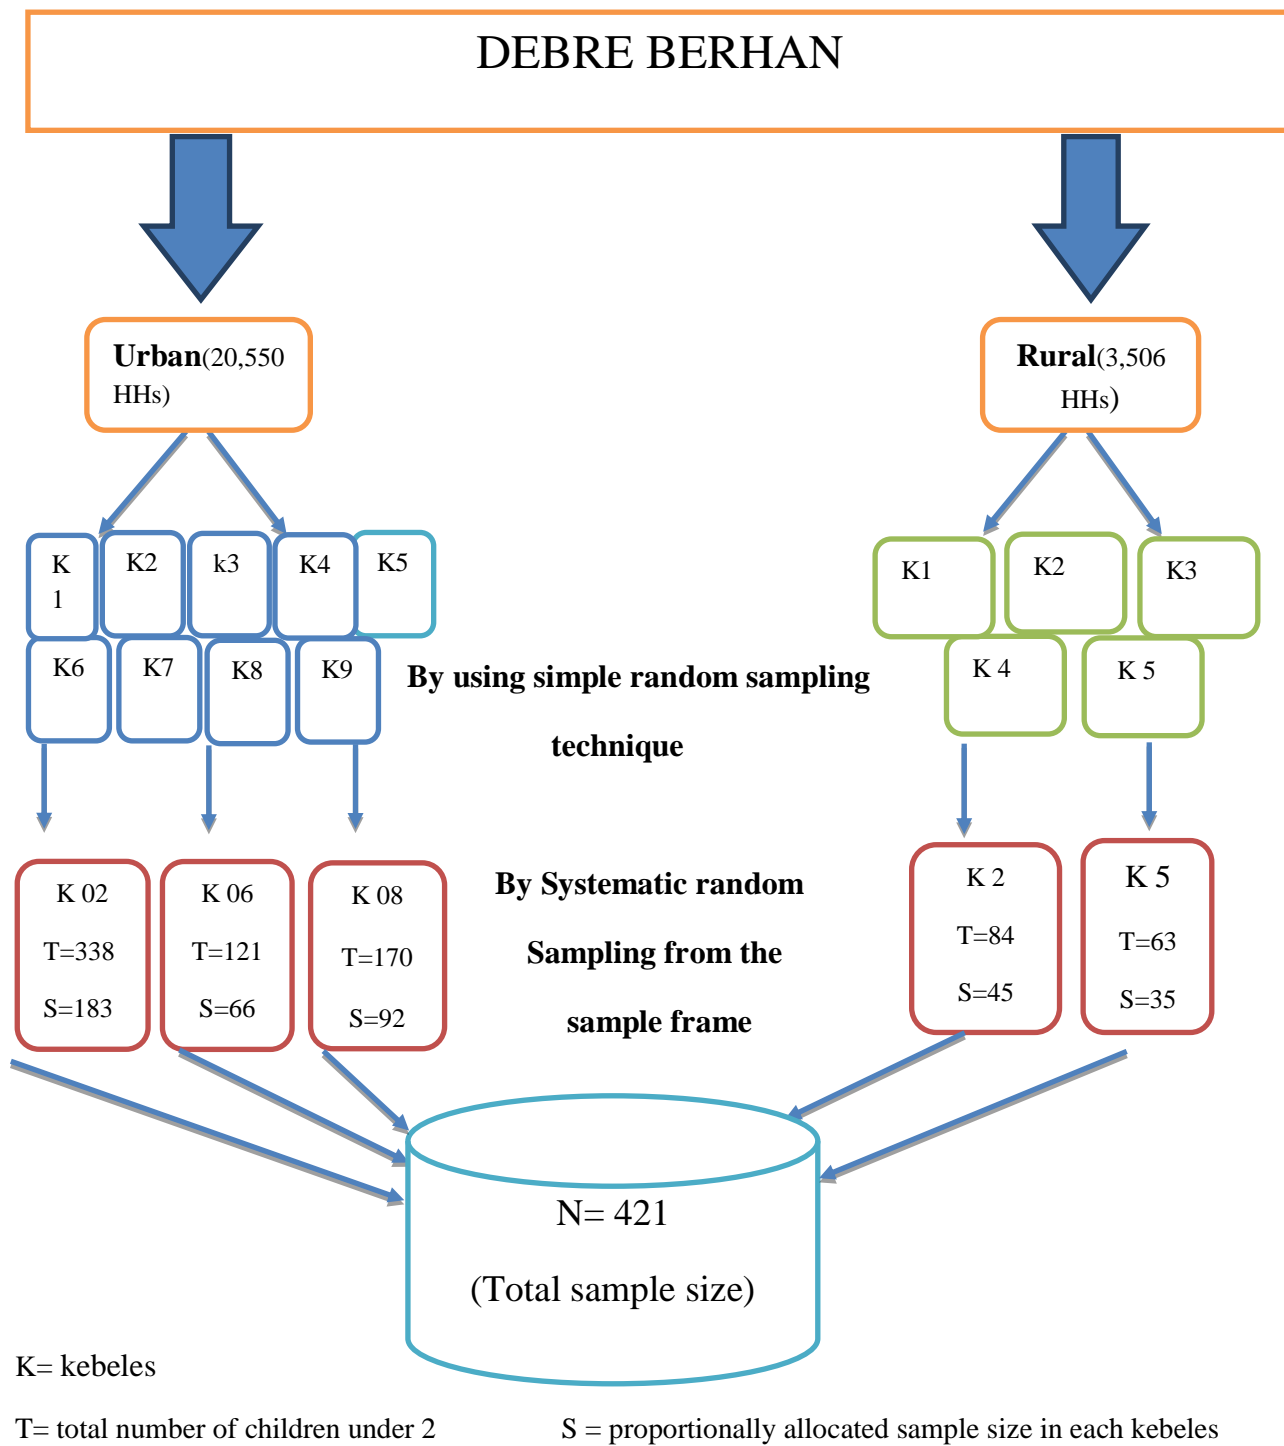 DEBRE BERHAN
Urban(20,550
HHs)
Rural(3,506
HHs)
K
1
K2
k3
K4
K5
K6
K7
K8
K9
K1
K2
K3
K 4
K 5
By using simple random sampling
technique
K 02
T=338
S=183
K 06
T=121
S=66
K 08
T=170
S=92
By Systematic random
Sampling from the
sample frame
K 2
T=84
S=45
K 5
T=63
S=35
N= 421
(Total sample size)
K= kebeles
T= total number of children under 2
S = proportionally allocated sample size in each kebeles